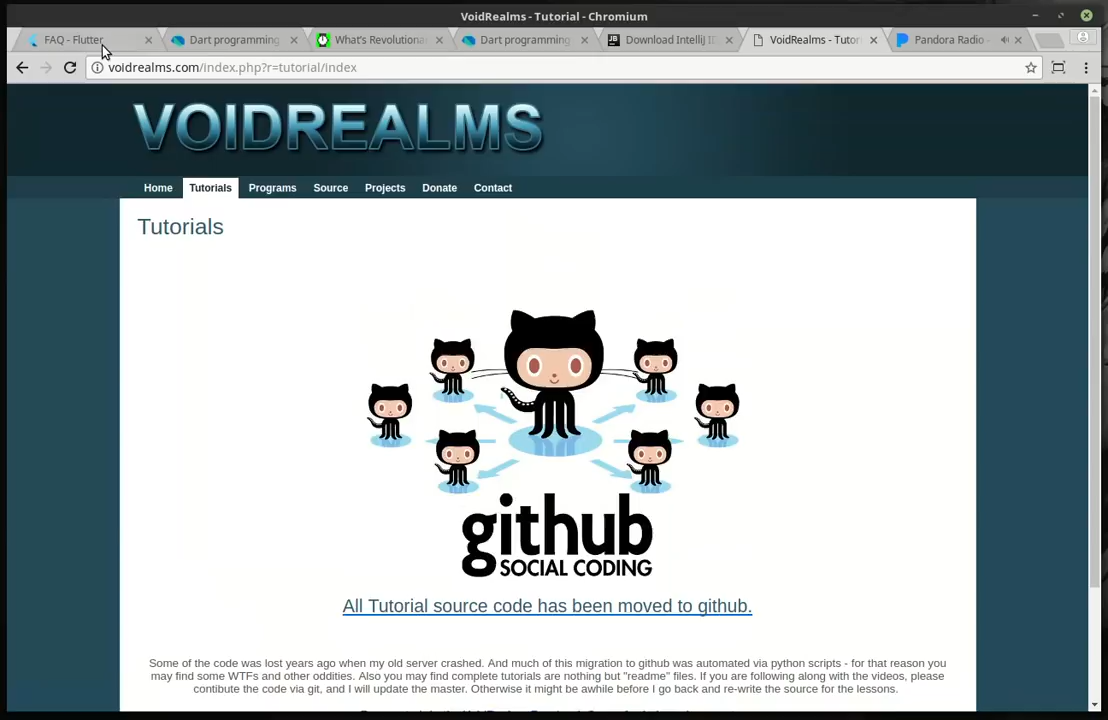 VoidRealms - Tutorial - Chromium
FAQ - Flutter
Dart programming
What's Revolutiona
Dart programming
Download IntelliJ ID
VoidRealms - Tutor
Pandora Radio -
voidrealms.com/index.php?r=tutorial/index
VOIDREALMS
Home Tutorials Programs Source Projects Donate Contact
Tutorials
github
SOCIAL CODING
All Tutorial source code has been moved to github.
Some of the code was lost years ago when my old server crashed. And much of this migration to github was automated via python scripts - for that reason you
may find some WTFs and other oddities. Also you may find complete tutorials are nothing but "readme" files. If you are following along with the videos, please
contibute the code via git, and I will update the master. Otherwise it might be awhile before I go back and re-write the source for the lessons.